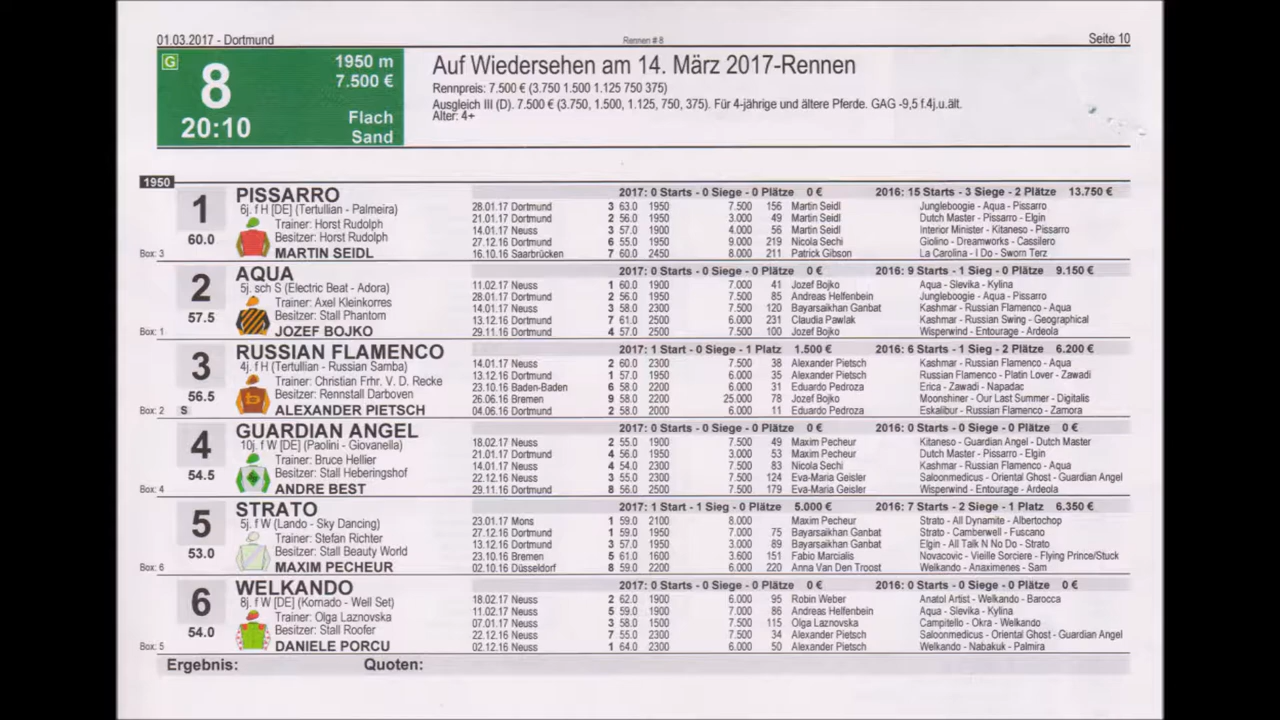 01.03.2017 - Dortmund Rennen # 8 Seite 10
G 8 1950 m
7.500 €
20:10 Flach
Sand
Auf Wiedersehen am 14. März 2017-Rennen
Rennpreis: 7.500 € (3.750 1.500 1.125 750 375)
Ausgleich III (D). 7.500 € (3.750, 1.500, 1.125, 750, 375). Für 4-jährige und ältere Pferde. GAG -9,5 f.4j.u.ält.
Alter: 4+
1950
1 PISSARRO 2017: 0 Starts - 0 Siege - 0 Plätze 0 € 2016: 15 Starts - 3 Siege - 2 Plätze 13.750 €
6j. f H [DE] (Tertullian - Palmeira) 28.01.17 Dortmund 3 63.0 1950 7.500 156 Martin Seidl Jungleboogie - Aqua - Pissarro
Trainer: Horst Rudolph 21.01.17 Dortmund 2 56.0 1950 3.000 49 Martin Seidl Dutch Master - Pissarro - Elgin
60.0 Besitzer: Horst Rudolph 14.01.17 Neuss 3 57.0 1900 4.000 56 Martin Seidl Interior Minister - Kitaneso - Pissarro
27.12.16 Dortmund 6 55.0 1950 9.000 219 Nicola Sechi Giolino - Dreamworks - Cassilero
Box: 3 MARTIN SEIDL 16.10.16 Saarbrücken 7 60.0 2450 8.000 211 Patrick Gibson La Carolina - I Do - Sworn Terz
2 AQUA 2017: 0 Starts - 0 Siege - 0 Plätze 0 € 2016: 9 Starts - 1 Sieg - 0 Plätze 9.150 €
5j. sch S (Electric Beat - Adora) 11.02.17 Neuss 1 60.0 1900 7.000 41 Jozef Bojko Aqua - Slevika - Kylina
Trainer: Axel Kleinkorres 28.01.17 Dortmund 2 56.0 1950 7.500 85 Andreas Helfenbein Jungleboogie - Aqua - Pissarro
57.5 Besitzer: Stall Phantom 14.01.17 Neuss 3 58.0 2300 7.500 120 Bayarsaikhan Ganbat Kashmar - Russian Flamenco - Aqua
13.12.16 Dortmund 7 61.0 2500 6.000 231 Claudia Pawlak Kashmar - Russian Swing - Geographical
Box: 1 JOZEF BOJKO 29.11.16 Dortmund 4 57.0 2500 7.500 100 Jozef Bojko Wisperwind - Entourage - Ardeola
3 RUSSIAN FLAMENCO 2017: 1 Start - 0 Siege - 1 Platz 1.500 € 2016: 6 Starts - 1 Sieg - 2 Plätze 6.200 €
4j. f H (Tertullian - Russian Samba) 14.01.17 Neuss 2 60.0 2300 7.500 38 Alexander Pietsch Kashmar - Russian Flamenco - Aqua
Trainer: Christian Frhr. V. D. Recke 13.12.16 Dortmund 1 57.0 1950 6.000 35 Alexander Pietsch Russian Flamenco - Platin Lover - Zawadi
56.5 Besitzer: Rennstall Darboven 23.10.16 Baden-Baden 6 58.0 2200 6.000 31 Eduardo Pedroza Erica - Zawadi - Napadac
26.06.16 Bremen 9 58.0 2200 25.000 78 Jozef Bojko Moonshiner - Our Last Summer - Digitalis
Box: 2 S ALEXANDER PIETSCH 04.06.16 Dortmund 2 58.0 2000 6.000 11 Eduardo Pedroza Eskalibur - Russian Flamenco - Zamora
4 GUARDIAN ANGEL 2017: 0 Starts - 0 Siege - 0 Plätze 0 € 2016: 0 Starts - 0 Siege - 0 Plätze 0 €
10j. f W [DE] (Paolini - Giovanella) 18.02.17 Neuss 2 55.0 1900 7.500 49 Maxim Pecheur Kitaneso - Guardian Angel - Dutch Master
Trainer: Bruce Hellier 21.01.17 Dortmund 4 56.0 1950 3.000 53 Maxim Pecheur Dutch Master - Pissarro - Elgin
54.5 Besitzer: Stall Heberingshof 14.01.17 Neuss 4 54.0 2300 7.500 83 Nicola Sechi Kashmar - Russian Flamenco - Aqua
22.12.16 Neuss 3 55.0 2300 7.500 124 Eva-Maria Geisler Saloonmedicus - Oriental Ghost - Guardian Angel
Box: 4 ANDRE BEST 29.11.16 Dortmund 8 56.0 2500 7.500 179 Eva-Maria Geisler Wisperwind - Entourage - Ardeola
5 STRATO 2017: 1 Start - 1 Sieg - 0 Plätze 5.000 € 2016: 7 Starts - 2 Siege - 1 Platz 6.350 €
5j. f W (Lando - Sky Dancing) 23.01.17 Mons 1 59.0 2100 8.000 Maxim Pecheur Strato - All Dynamite - Albertochop
Trainer: Stefan Richter 27.12.16 Dortmund 1 59.0 1950 7.000 75 Bayarsaikhan Ganbat Strato - Camberwell - Fuscano
53.0 Besitzer: Stall Beauty World 13.12.16 Dortmund 3 57.0 1950 3.000 89 Bayarsaikhan Ganbat Elgin - All Talk N No Do - Strato
23.10.16 Bremen 5 61.0 1600 3.600 151 Fabio Marcialis Novacovic - Vieille Sorciere - Flying Prince/Stuck
Box: 6 MAXIM PECHEUR 02.10.16 Düsseldorf 8 59.0 2200 6.000 220 Anna Van Den Troost Welkando - Anaximenes - Sam
6 WELKANDO 2017: 0 Starts - 0 Siege - 0 Plätze 0 € 2016: 0 Starts - 0 Siege - 0 Plätze 0 €
8j. f W [DE] (Kornado - Well Set) 18.02.17 Neuss 2 62.0 1900 6.000 95 Robin Weber Anatol Artist - Welkando - Barocca
Trainer: Olga Laznovska 11.02.17 Neuss 5 59.0 1900 7.000 86 Andreas Helfenbein Aqua - Slevika - Kylina
54.0 Besitzer: Stall Roofer 07.01.17 Neuss 3 58.0 1500 7.500 115 Olga Laznovska Campitello - Okra - Welkando
22.12.16 Neuss 7 55.0 2300 7.500 34 Alexander Pietsch Saloonmedicus - Oriental Ghost - Guardian Angel
Box: 5 DANIELE PORCU 02.12.16 Neuss 1 64.0 2300 6.000 50 Alexander Pietsch Welkando - Nabakuk - Palmira
Ergebnis: Quoten: